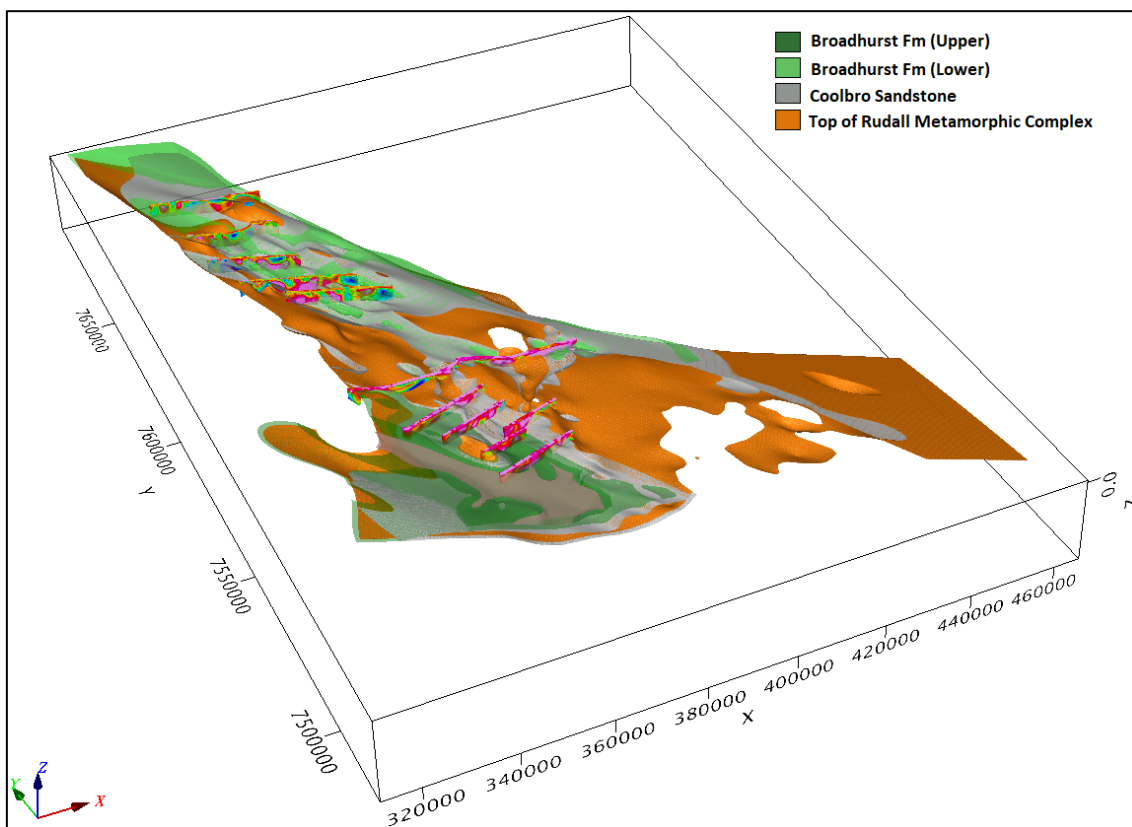 Broadhurst Fm (Upper)
Broadhurst Fm (Lower)
Coolbro Sandstone
Top of Rudall Metamorphic Complex
7650000
7600000
Y
7550000
7500000
0.0
Z
320000
340000
360000
380000
400000
420000
440000
460000
X
Z
Y
X